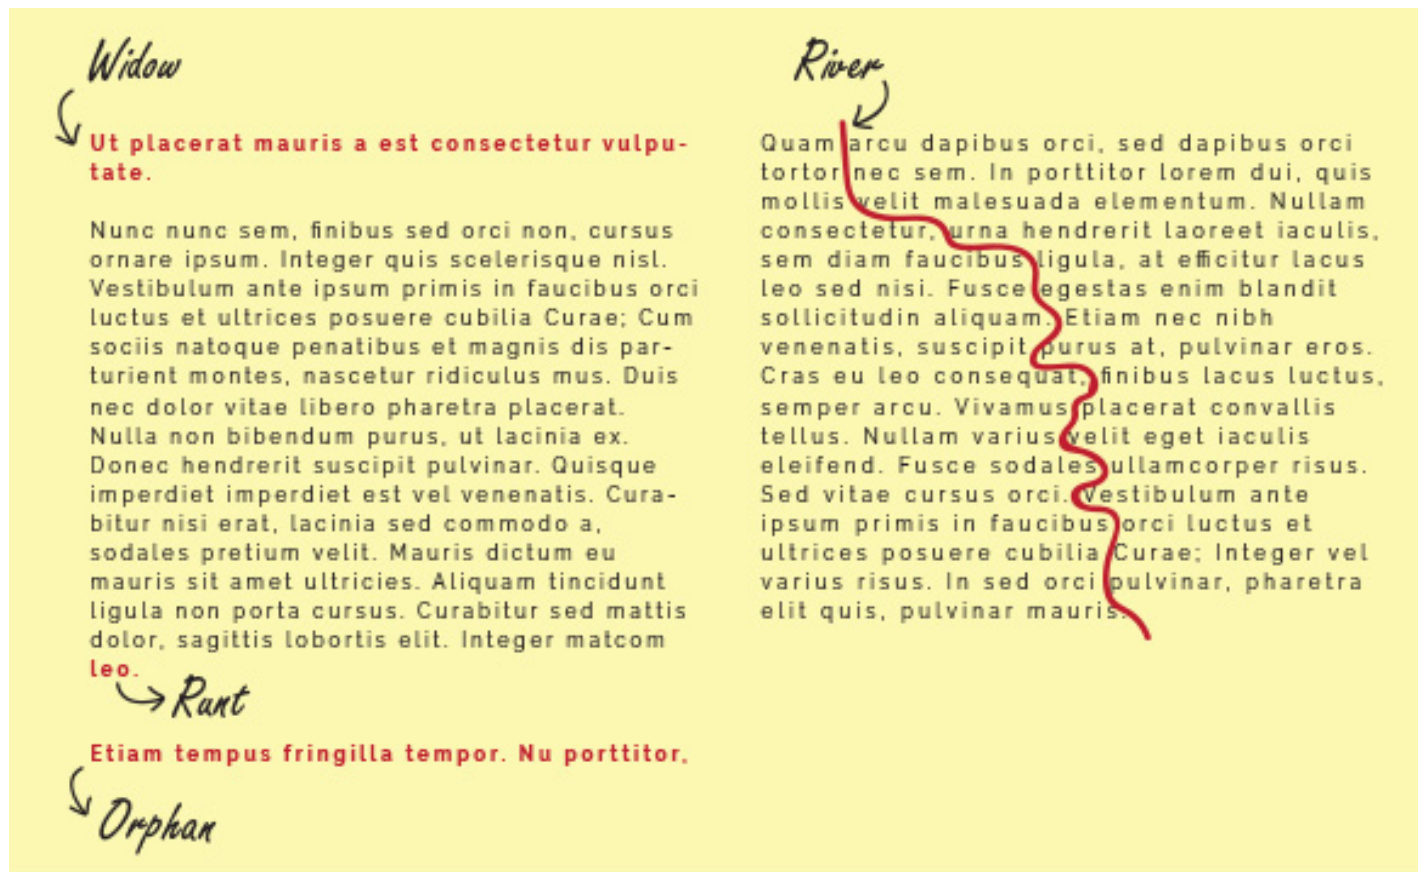 Widow
Ut placerat mauris a est consectetur vulpu-
tate.
Nunc nunc sem, finibus sed orci non, cursus
ornare ipsum. Integer quis scelerisque nisl.
Vestibulum ante ipsum primis in faucibus orci
luctus et ultrices posuere cubilia Curae; Cum
sociis natoque penatibus et magnis dis par-
turient montes, nascetur ridiculus mus. Duis
nec dolor vitae libero pharetra placerat.
Nulla non bibendum purus, ut lacinia ex.
Donec hendrerit suscipit pulvinar. Quisque
imperdiet imperdiet est vel venenatis. Cura-
bitur nisi erat, lacinia sed commodo a,
sodales pretium velit. Mauris dictum eu
mauris sit amet ultricies. Aliquam tincidunt
ligula non porta cursus. Curabitur sed mattis
dolor, sagittis lobortis elit. Integer matcom
leo.
Runt
Etiam tempus fringilla tempor. Nu porttitor,
Orphan
River
Quam arcu dapibus orci, sed dapibus orci
tortor nec sem. In porttitor lorem dui, quis
mollis velit malesuada elementum. Nullam
consectetur, urna hendrerit laoreet iaculis,
sem diam faucibus ligula, at efficitur lacus
leo sed nisi. Fusce egestas enim blandit
sollicitudin aliquam. Etiam nec nibh
venenatis, suscipit purus at, pulvinar eros.
Cras eu leo consequat, finibus lacus luctus,
semper arcu. Vivamus placerat convallis
tellus. Nullam varius velit eget iaculis
eleifend. Fusce sodales ullamcorper risus.
Sed vitae cursus orci. Vestibulum ante
ipsum primis in faucibus orci luctus et
ultrices posuere cubilia Curae; Integer vel
varius risus. In sed orci pulvinar, pharetra
elit quis, pulvinar mauris.